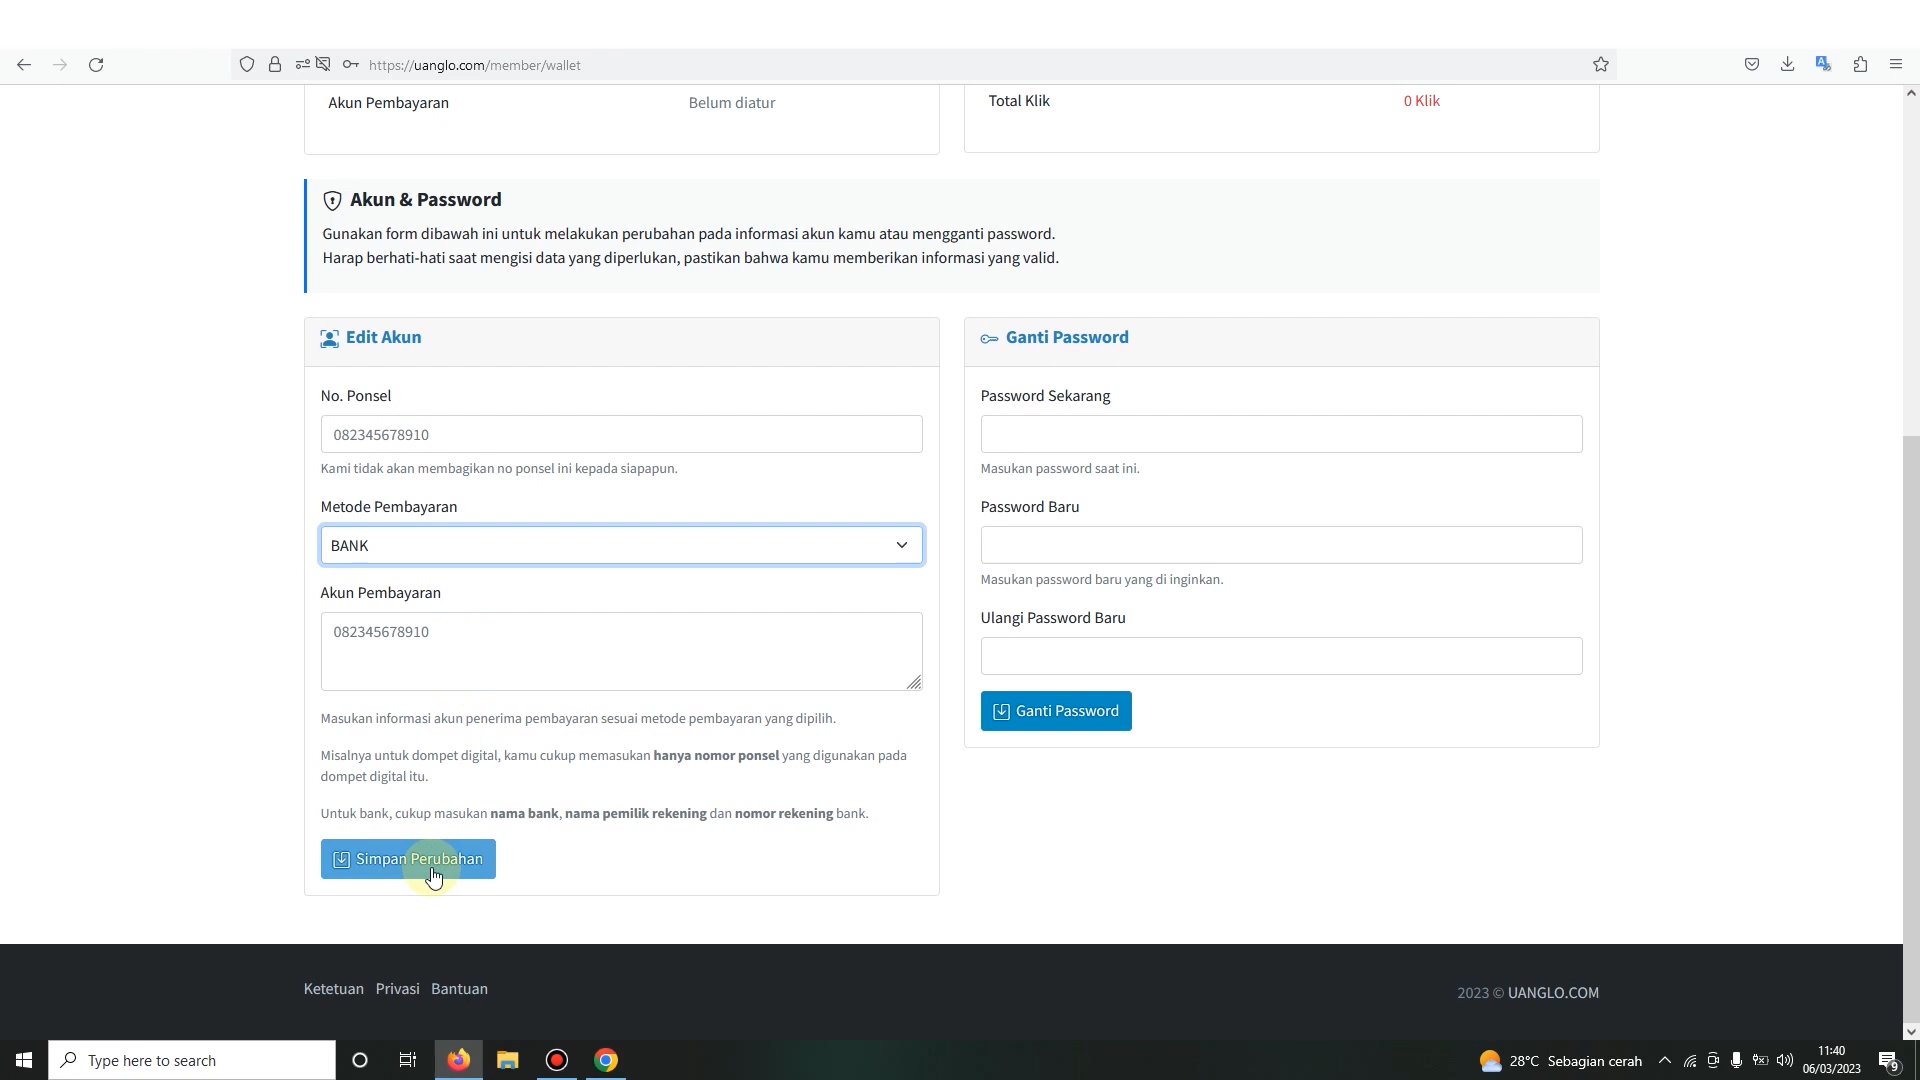 https://uanglo.com/member/wallet
Akun Pembayaran
Belum diatur
Total Klik
0 Klik
Akun & Password
Gunakan form dibawah ini untuk melakukan perubahan pada informasi akun kamu atau mengganti password.
Harap berhati-hati saat mengisi data yang diperlukan, pastikan bahwa kamu memberikan informasi yang valid.
Edit Akun
No. Ponsel
082345678910
Kami tidak akan membagikan no ponsel ini kepada siapapun.
Metode Pembayaran
BANK
Akun Pembayaran
082345678910
Masukan informasi akun penerima pembayaran sesuai metode pembayaran yang dipilih.
Misalnya untuk dompet digital, kamu cukup memasukan hanya nomor ponsel yang digunakan pada
dompet digital itu.
Untuk bank, cukup masukan nama bank, nama pemilik rekening dan nomor rekening bank.
Simpan Perubahan
Ganti Password
Password Sekarang
Masukan password saat ini.
Password Baru
Masukan password baru yang di inginkan.
Ulangi Password Baru
Ganti Password
Ketetuan Privasi Bantuan
2023 © UANGLO.COM
Type here to search
28°C Sebagian cerah
11:40
06/03/2023
9